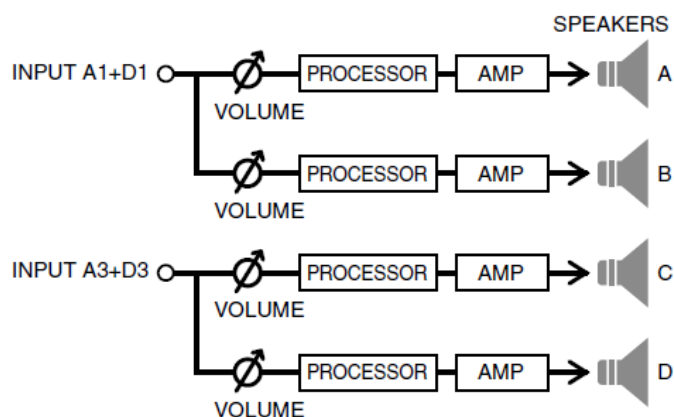 SPEAKERS
INPUT A1+D1
PROCESSOR
AMP
A
VOLUME
PROCESSOR
AMP
B
VOLUME
INPUT A3+D3
PROCESSOR
AMP
C
VOLUME
PROCESSOR
AMP
D
VOLUME